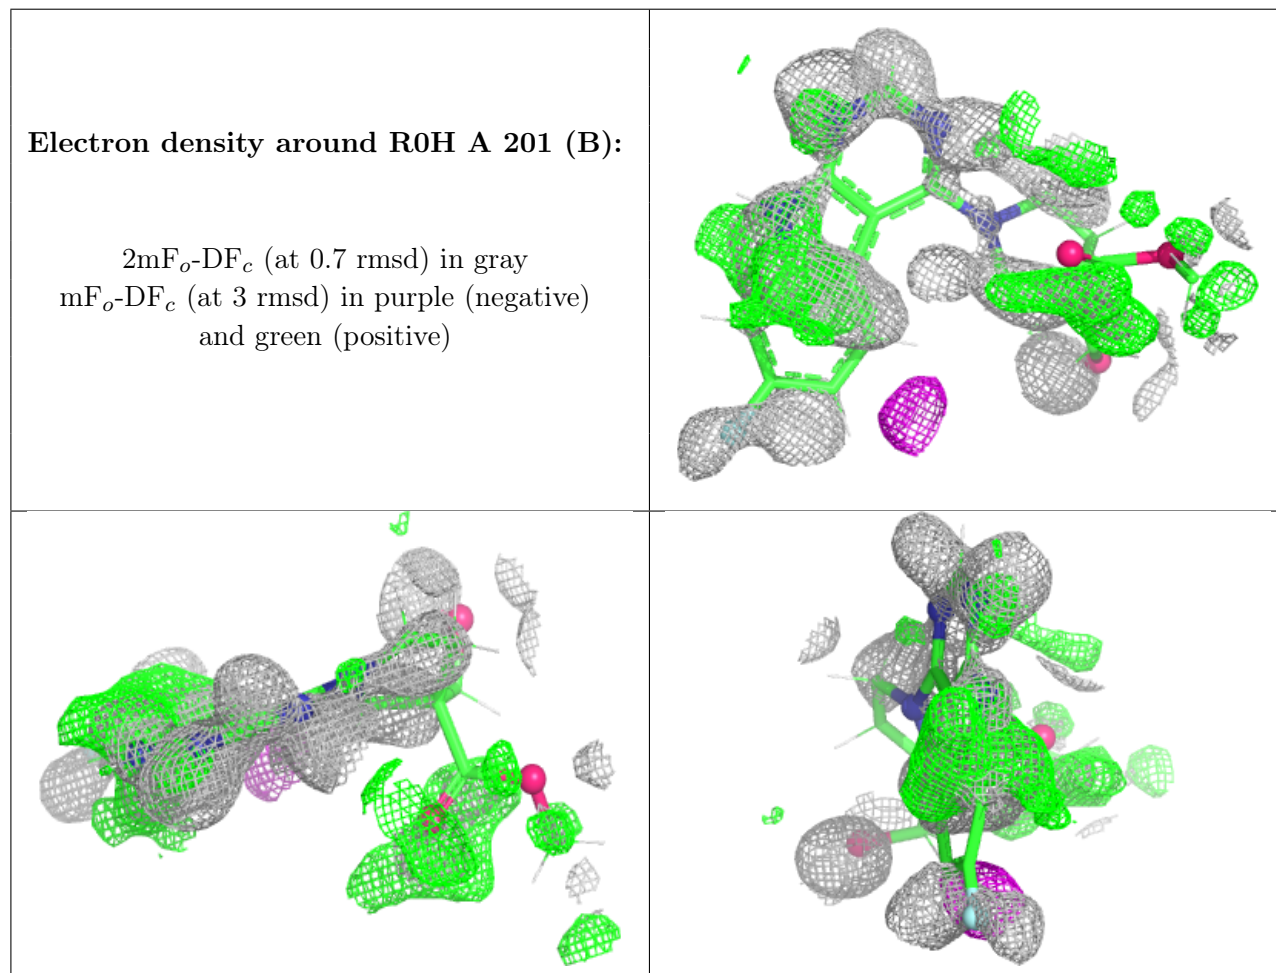 Electron density around R0H A 201 (B):
2mFo-DFc (at 0.7 rmsd) in gray
mFo-DFc (at 3 rmsd) in purple (negative)
and green (positive)